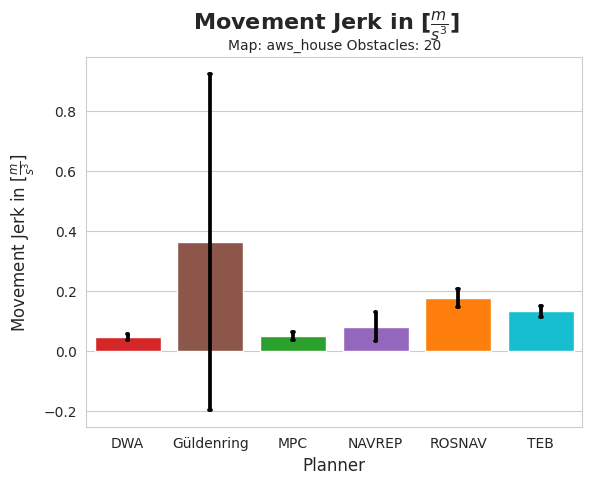 Movement Jerk in [m/s³]
Map: aws_house Obstacles: 20
Movement Jerk in [m/s³]
0.8
0.6
0.4
0.2
0.0
−0.2
DWA Güldenring MPC NAVREP ROSNAV TEB
Planner